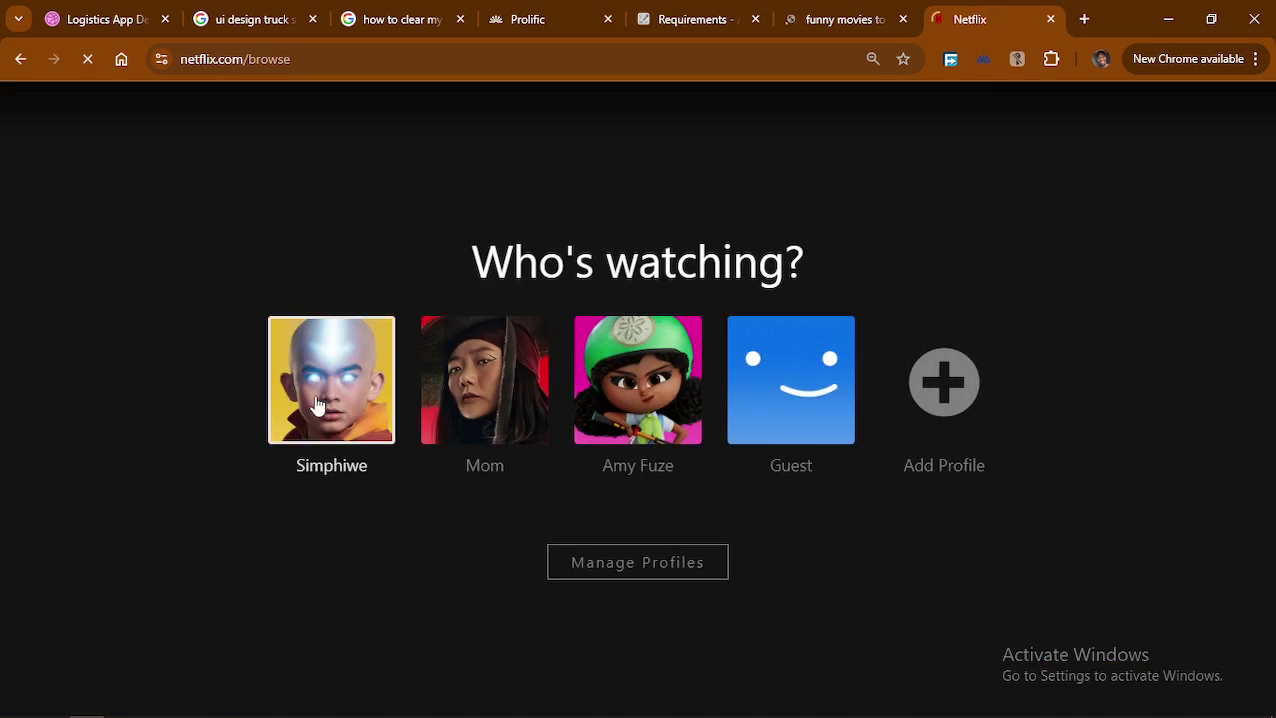 Logistics App De
ui design truck s
how to clear my
Prolific
Requirements - A
funny movies to
Netflix
netflix.com/browse
New Chrome available
Who's watching?
Simphiwe
Mom
Amy Fuze
Guest
Add Profile
Manage Profiles
Activate Windows
Go to Settings to activate Windows.